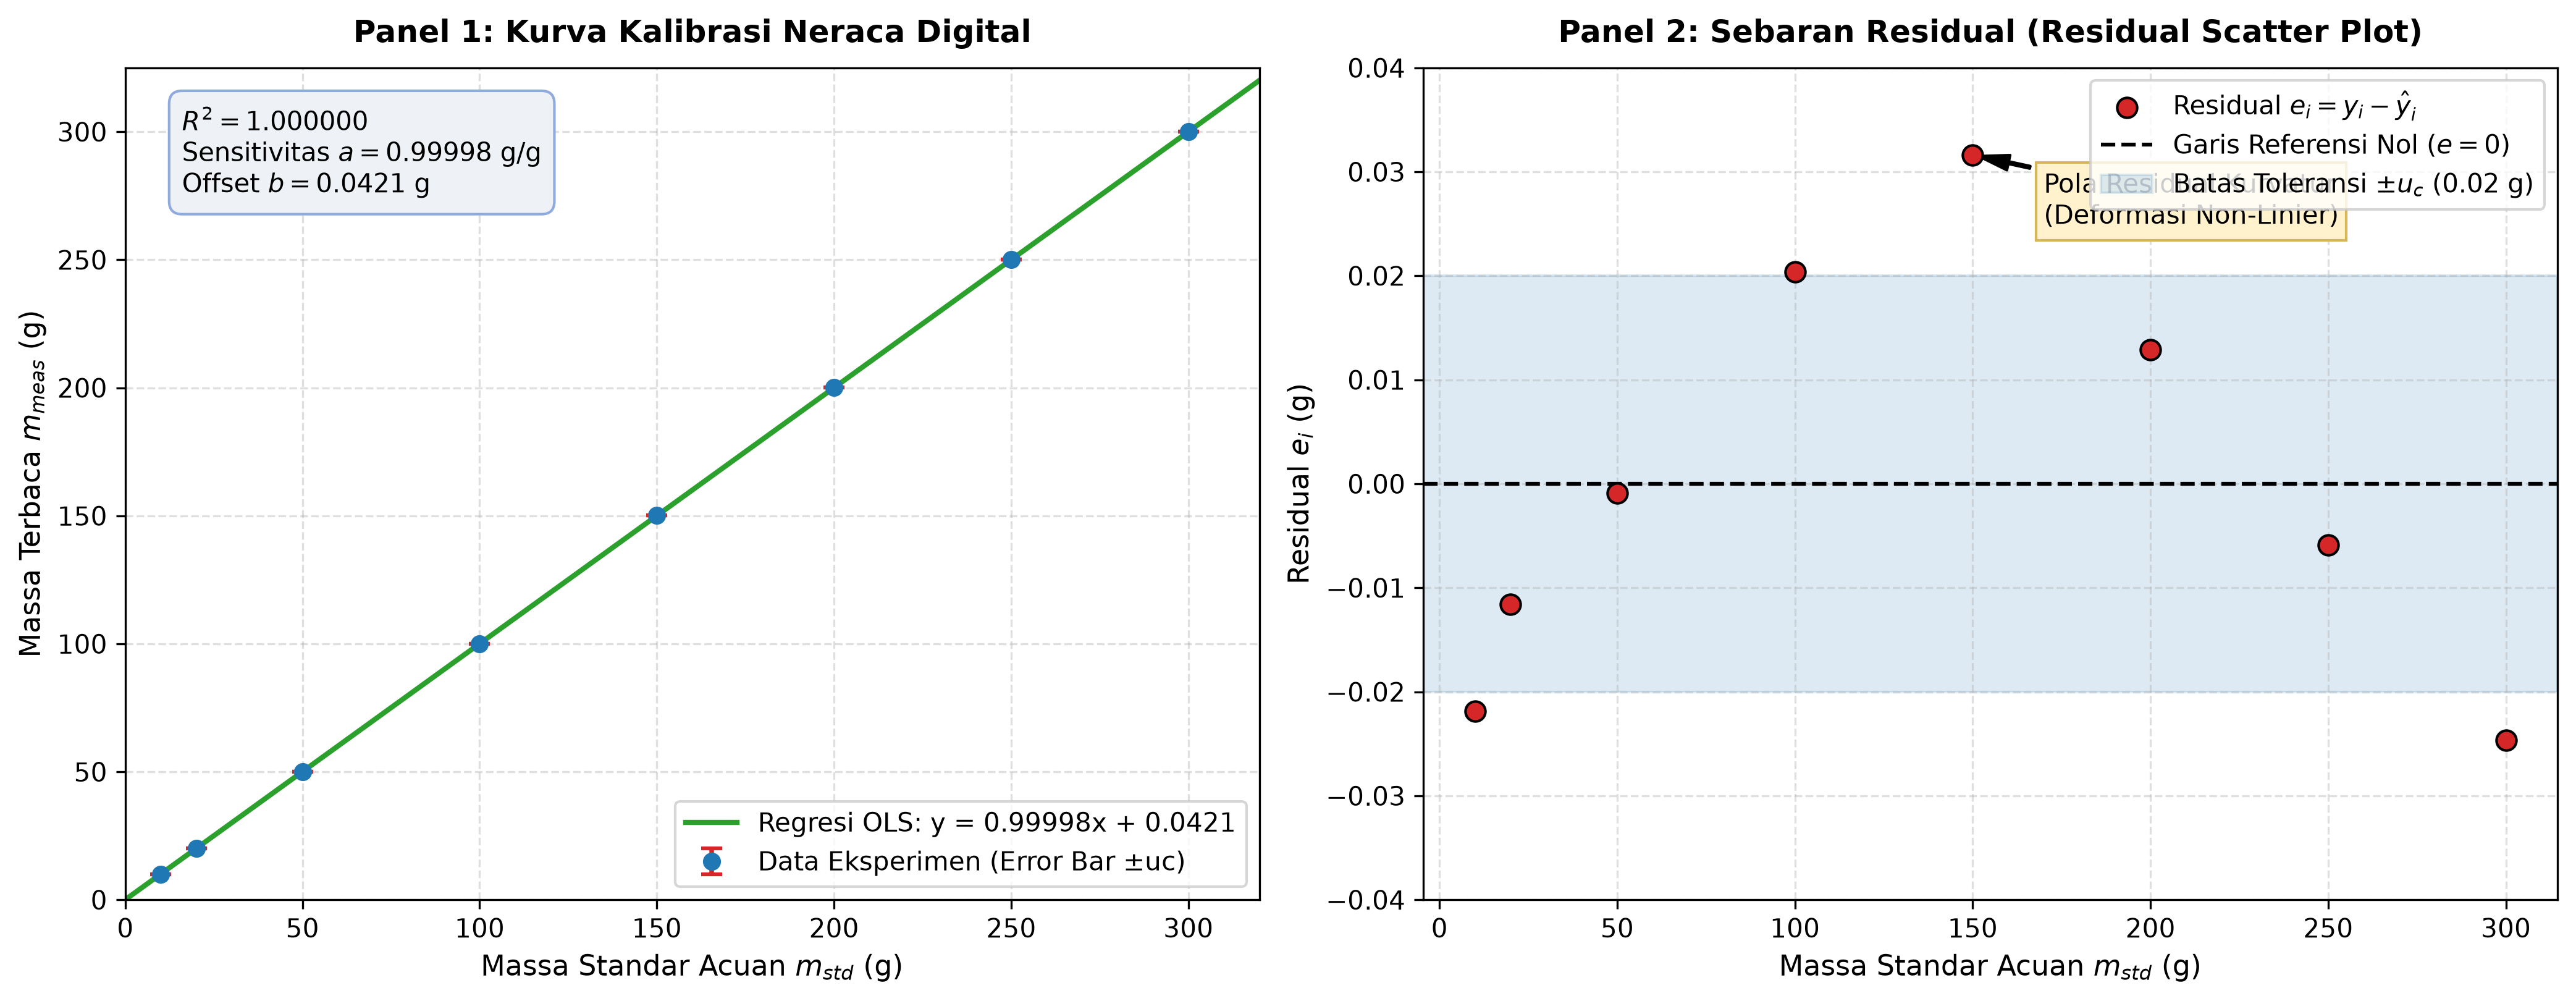 Panel 1: Kurva Kalibrasi Neraca Digital
Massa Terbaca m_meas (g)
300
250
200
150
100
50
0
R² = 1.000000
Sensitivitas a = 0.99998 g/g
Offset b = 0.0421 g
Regresi OLS: y = 0.99998x + 0.0421
Data Eksperimen (Error Bar ±uc)
0 50 100 150 200 250 300
Massa Standar Acuan m_std (g)
Panel 2: Sebaran Residual (Residual Scatter Plot)
Residual e_i (g)
0.04
0.03
0.02
0.01
0.00
−0.01
−0.02
−0.03
−0.04
Residual e_i = y_i − ŷ_i
Garis Referensi Nol (e = 0)
Batas Toleransi ±u_c (0.02 g)
Pola Residual
(Deformasi Non-Linier)
0 50 100 150 200 250 300
Massa Standar Acuan m_std (g)